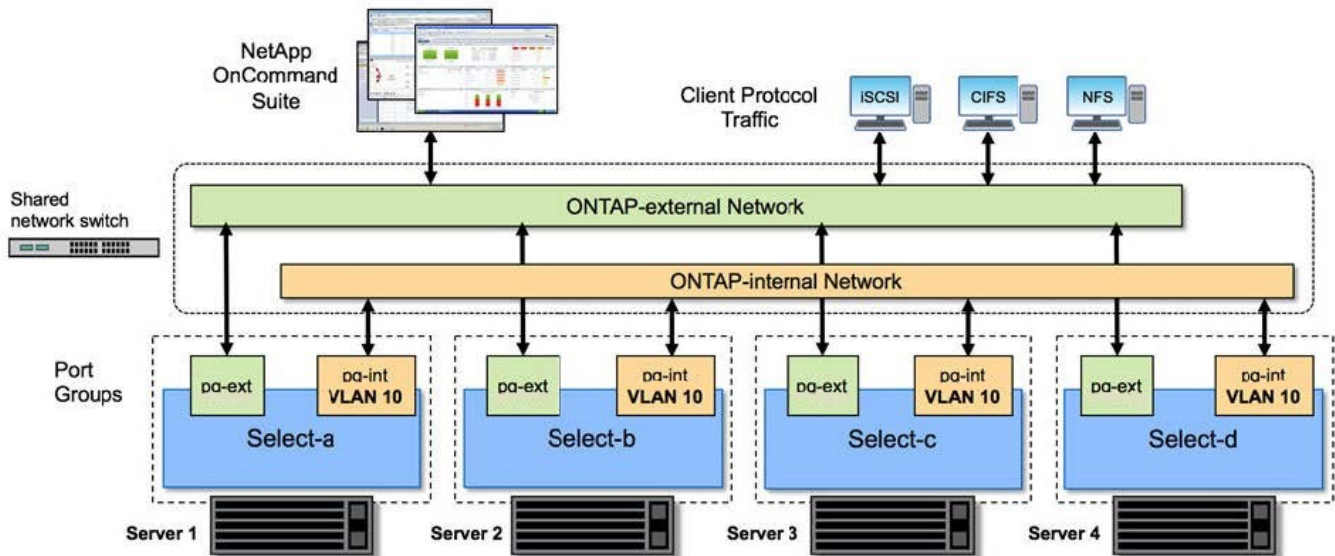 NetApp
OnCommand
Suite
Client Protocol
Traffic
iSCSI
CIFS
NFS
Shared
network switch
ONTAP-external Network
ONTAP-internal Network
Port
Groups
pg-ext
pg-int
VLAN 10
Select-a
pg-ext
pg-int
VLAN 10
Select-b
pg-ext
pg-int
VLAN 10
Select-c
pg-ext
pg-int
VLAN 10
Select-d
Server 1
Server 2
Server 3
Server 4